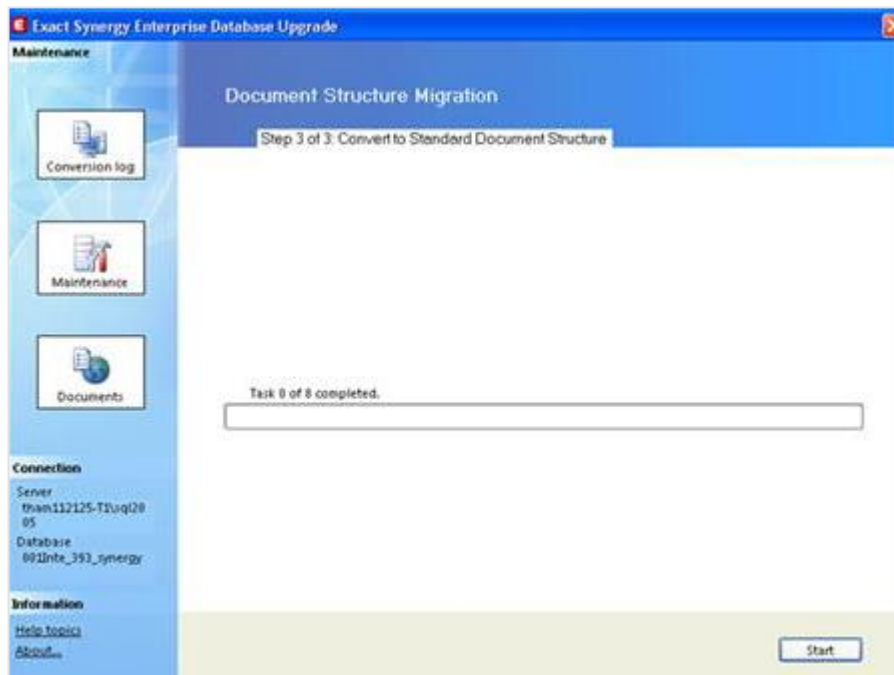 Exact Synergy Enterprise Database Upgrade
Maintenance
Document Structure Migration
Step 3 of 3: Convert to Standard Document Structure
Conversion log
Maintenance
Documents
Task 0 of 8 completed.
Connection
Server
tham112125-T1\sql20
05
Database
001Inte_393_synergy
Information
Help topics
About...
Start